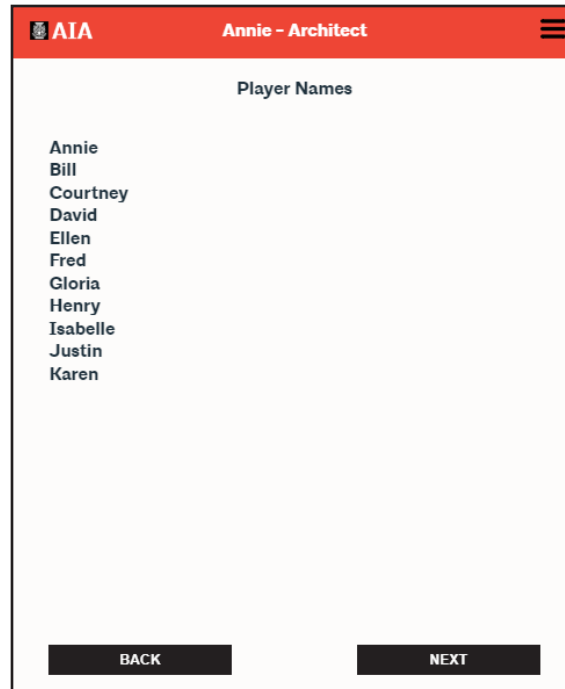 AIA
Annie - Architect
Player Names
Annie
Bill
Courtney
David
Ellen
Fred
Gloria
Henry
Isabelle
Justin
Karen
BACK
NEXT